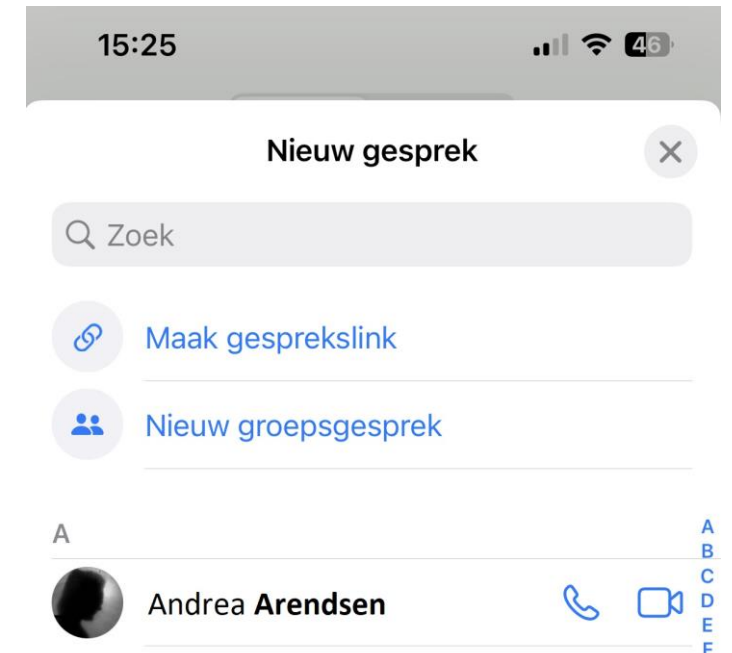 15:25
46
Nieuw gesprek
Zoek
Maak gesprekslink
Nieuw groepsgesprek
A
Andrea Arendsen
A
B
C
D
E
F